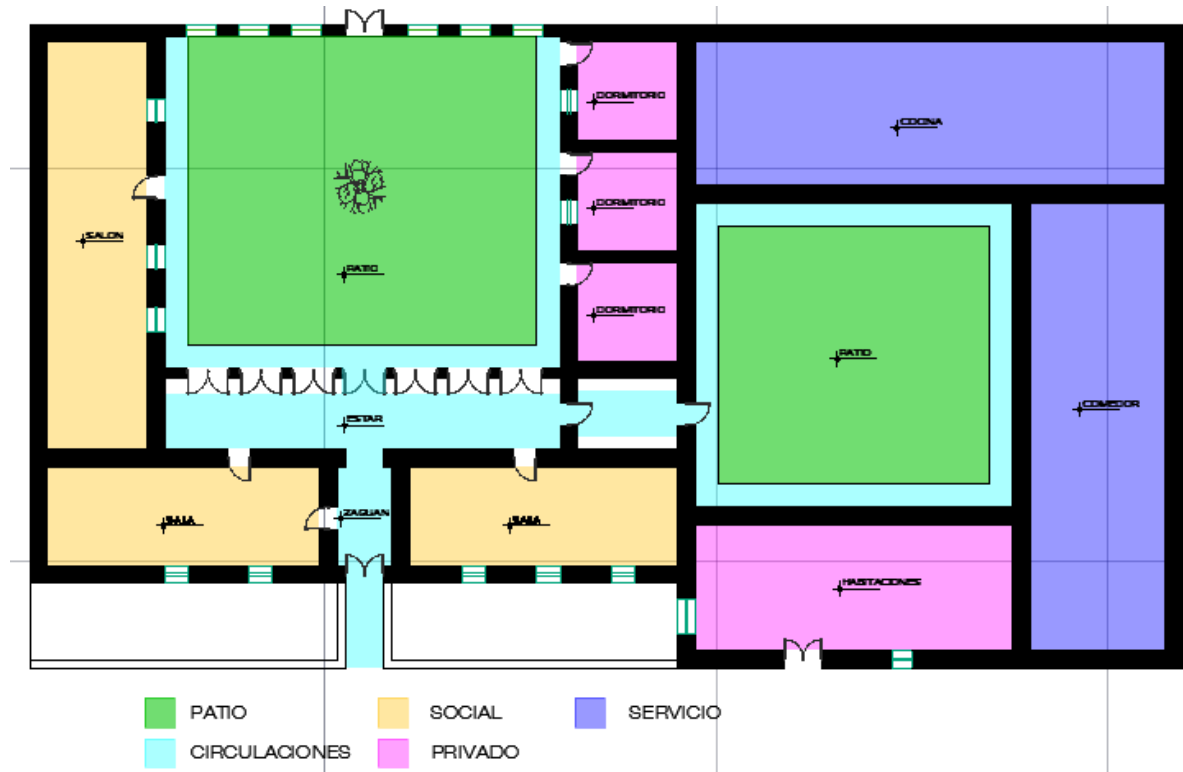 DORMITORIO
COCINA
DORMITORIO
SALON
PATIO
DORMITORIO
PATIO
ESTAR
COMEDOR
SALA
ZAGUAN
SALA
HABITACIONES
PATIO
SOCIAL
SERVICIO
CIRCULACIONES
PRIVADO